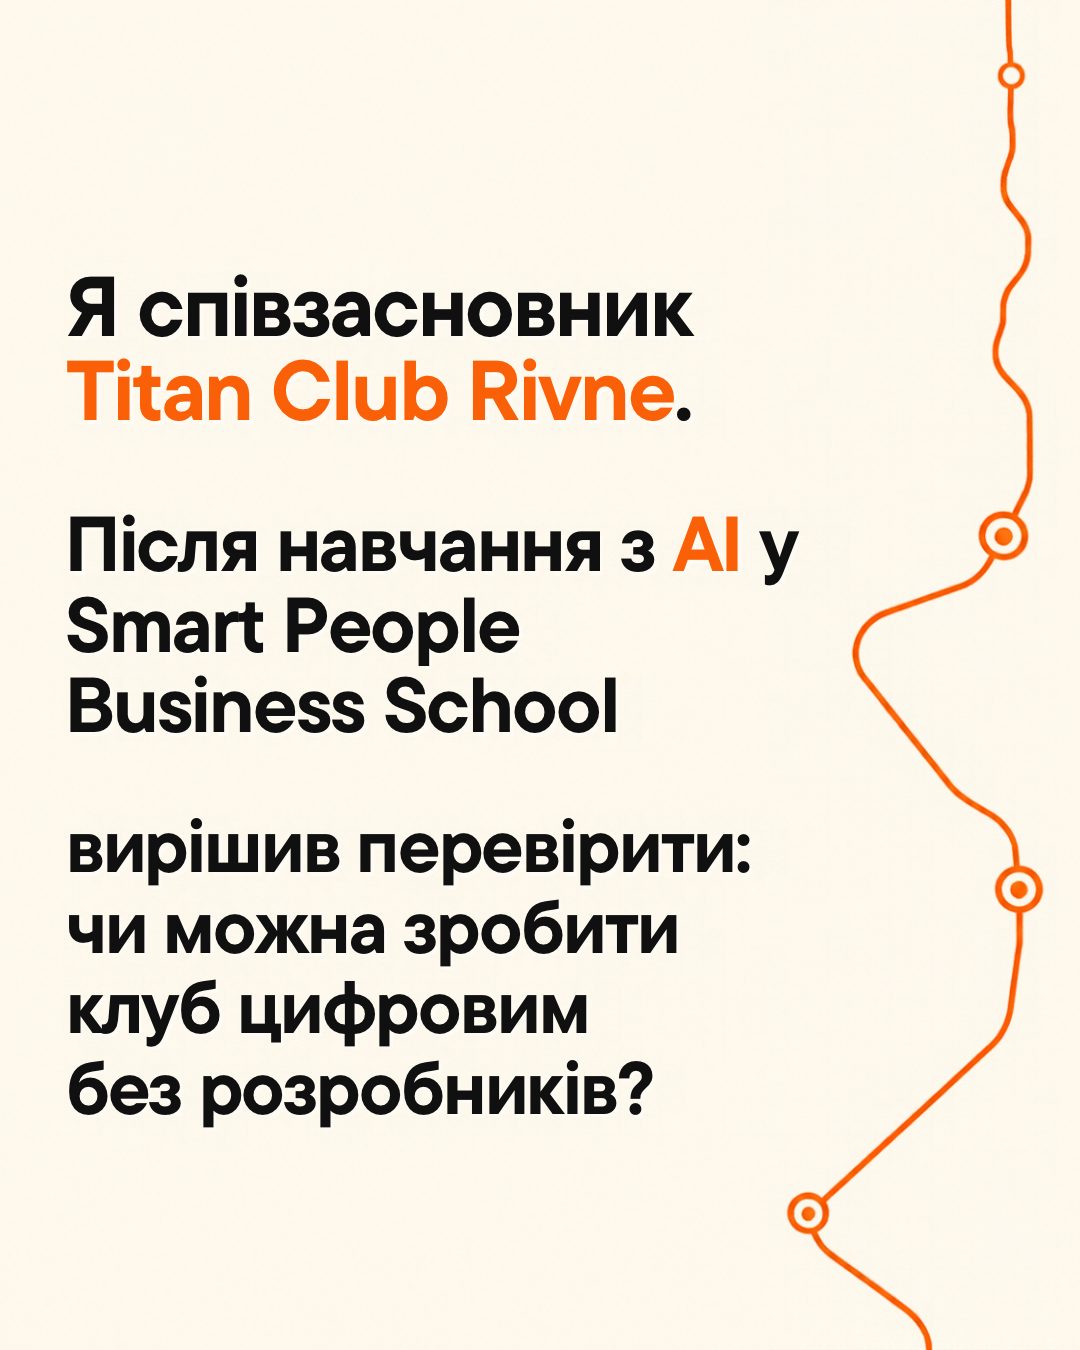 Я співзасновник
Titan Club Rivne.
Після навчання з AI у
Smart People
Business School
вирішив перевірити:
чи можна зробити
клуб цифровим
без розробників?